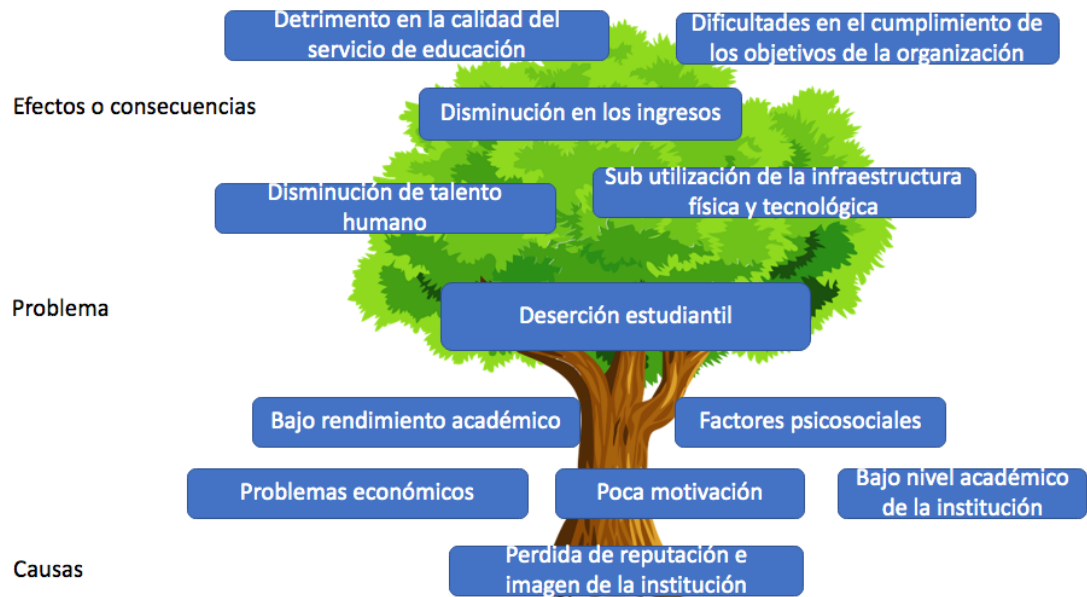 Detrimento en la calidad del
servicio de educación
Dificultades en el cumplimiento de
los objetivos de la organización
Efectos o consecuencias
Disminución en los ingresos
Disminución de talento
humano
Sub utilización de la infraestructura
física y tecnológica
Problema
Deserción estudiantil
Bajo rendimiento académico
Factores psicosociales
Problemas económicos
Poca motivación
Bajo nivel académico
de la institución
Causas
Perdida de reputación e
imagen de la institución